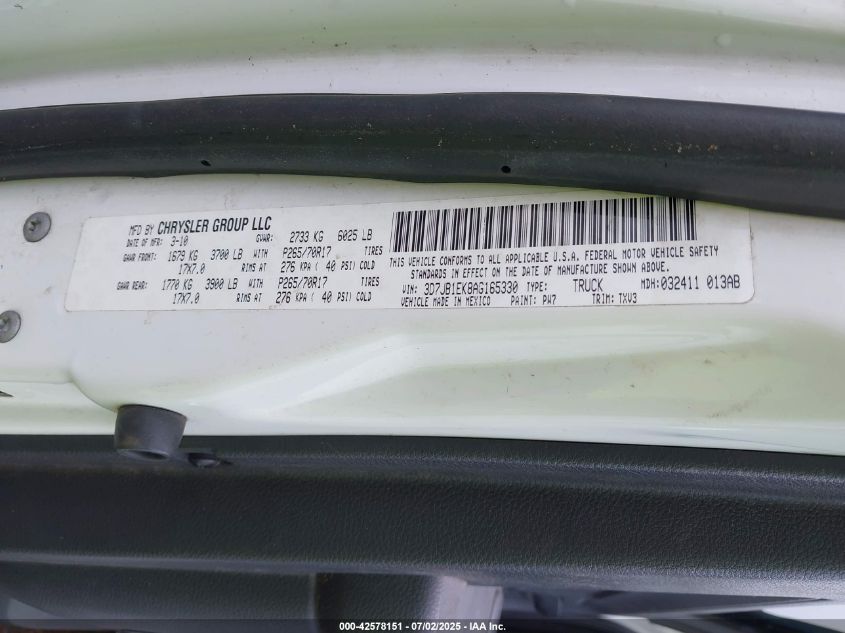 MFD BY CHRYSLER GROUP LLC
DATE OF MFR: 3-10 GVWR: 2733 KG 6025 LB
GAWR FRONT: 1679 KG 3700 LB WITH P265/70R17 TIRES
17X7.0 RIMS AT 276 KPA ( 40 PSI) COLD
GAWR REAR: 1770 KG 3900 LB WITH P265/70R17 TIRES
17X7.0 RIMS AT 276 KPA ( 40 PSI) COLD
THIS VEHICLE CONFORMS TO ALL APPLICABLE U.S.A. FEDERAL MOTOR VEHICLE SAFETY
STANDARDS IN EFFECT ON THE DATE OF MANUFACTURE SHOWN ABOVE.
VIN: 3D7JB1EK8AG165330 TYPE: TRUCK MDH:032411 013AB
VEHICLE MADE IN MEXICO PAINT: PW7 TRIM: TXV3
000-42578151 - 07/02/2025 - IAA Inc.